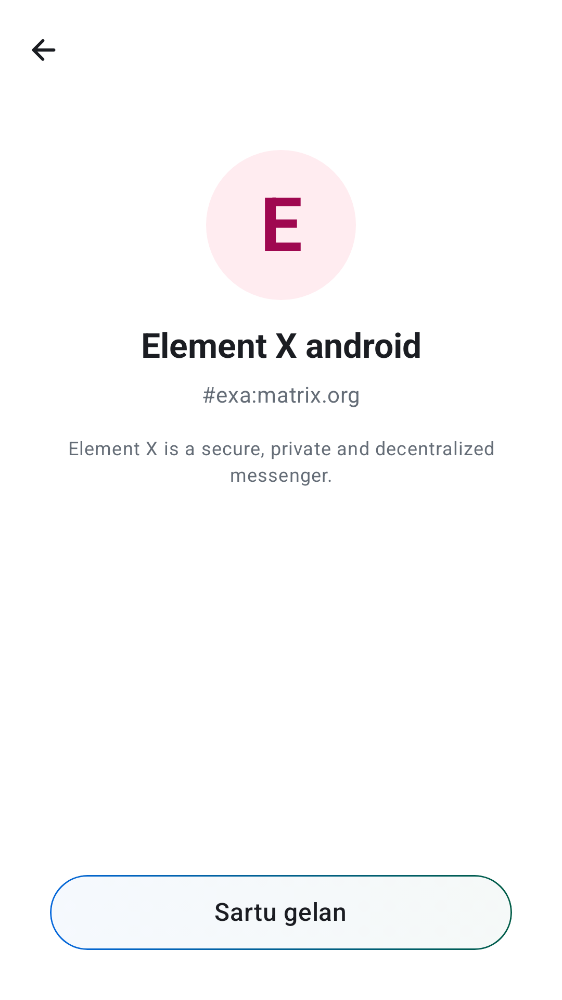 E
Element X android
#exa:matrix.org
Element X is a secure, private and decentralized
messenger.
Sartu gelan